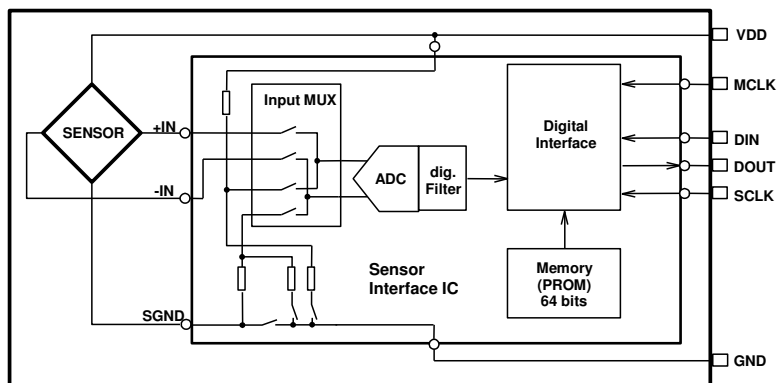 VDD
MCLK
Input MUX
SENSOR
+IN
Digital
Interface
DIN
DOUT
ADC
dig.
Filter
-IN
SCLK
Sensor
Interface IC
Memory
(PROM)
64 bits
SGND
GND